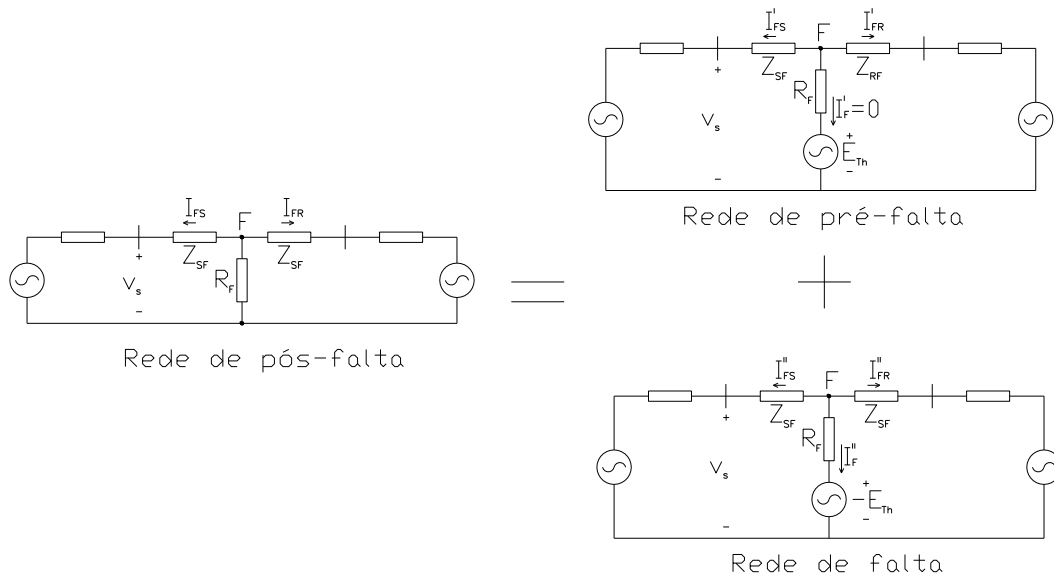 I'FS I'FR
F
ZSF ZRF
RF
I'F=0
Vs
+
-
+
ETh
-
Rede de pré-falta
IFS IFR
F
ZSF ZSF
+
RF
Vs
-
Rede de pós-falta
=
+
I"FS I"FR
F
ZSF ZSF
+
RF
I"F
Vs
+
-ETh
-
-
Rede de falta